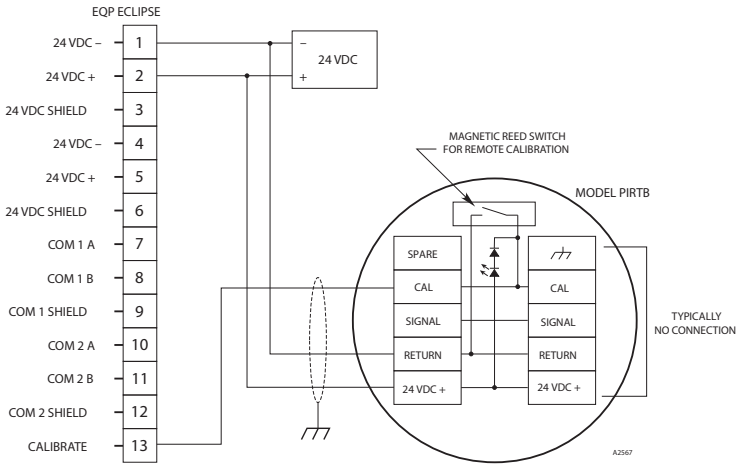 EQP ECLIPSE
24 VDC – 1
24 VDC + 2
24 VDC SHIELD 3
24 VDC – 4
24 VDC + 5
24 VDC SHIELD 6
COM 1 A 7
COM 1 B 8
COM 1 SHIELD 9
COM 2 A 10
COM 2 B 11
COM 2 SHIELD 12
CALIBRATE 13
–
24 VDC
+
MAGNETIC REED SWITCH
FOR REMOTE CALIBRATION
MODEL PIRTB
SPARE
CAL
SIGNAL
RETURN
24 VDC +
CAL
SIGNAL
RETURN
24 VDC +
TYPICALLY
NO CONNECTION
A2567